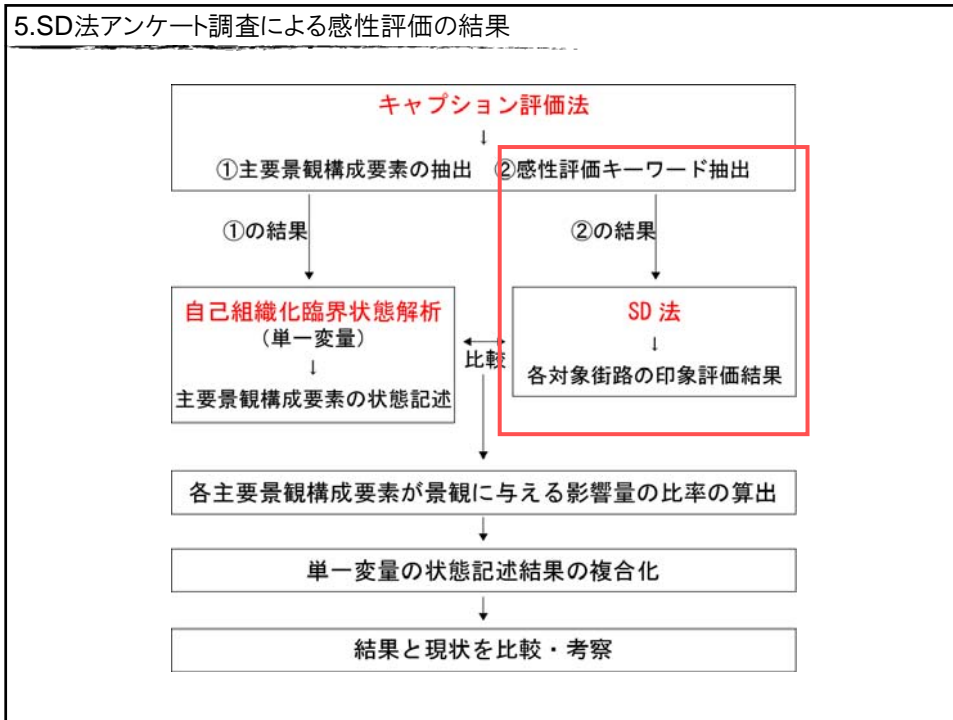 5.SD法アンケート調査による感性評価の結果
キャプション評価法
↓
①主要景観構成要素の抽出 ②感性評価キーワード抽出
①の結果 ②の結果
自己組織化臨界状態解析
(単一変量)
↓
主要景観構成要素の状態記述
比較
SD 法
↓
各対象街路の印象評価結果
各主要景観構成要素が景観に与える影響量の比率の算出
単一変量の状態記述結果の複合化
結果と現状を比較・考察